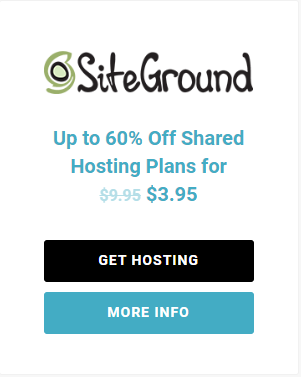 SiteGround
Up to 60% Off Shared
Hosting Plans for
$9.95 $3.95
GET HOSTING
MORE INFO